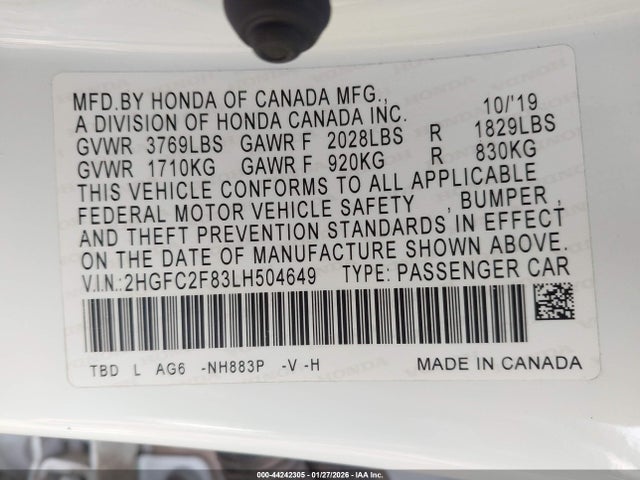 MFD.BY HONDA OF CANADA MFG., 10/'19
A DIVISION OF HONDA CANADA INC.
GVWR 3769LBS GAWR F 2028LBS R 1829LBS
GVWR 1710KG GAWR F 920KG R 830KG
THIS VEHICLE CONFORMS TO ALL APPLICABLE
FEDERAL MOTOR VEHICLE SAFETY , BUMPER ,
AND THEFT PREVENTION STANDARDS IN EFFECT
ON THE DATE OF MANUFACTURE SHOWN ABOVE.
V.I.N.:2HGFC2F83LH504649 TYPE: PASSENGER CAR
TBD L AG6 -NH883P -V -H MADE IN CANADA
000-44242305 | 01/27/2026 - IAA Inc.